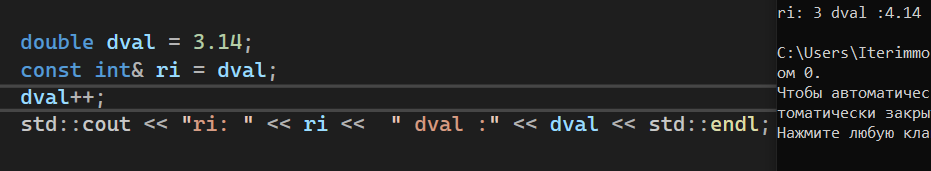 double dval = 3.14;
const int& ri = dval;
dval++;
std::cout << "ri: " << ri <<  " dval :" << dval << std::endl;
ri: 3 dval :4.14
C:\Users\Iterimmo
ом 0.
Чтобы автоматичес
томатически закры
Нажмите любую кла